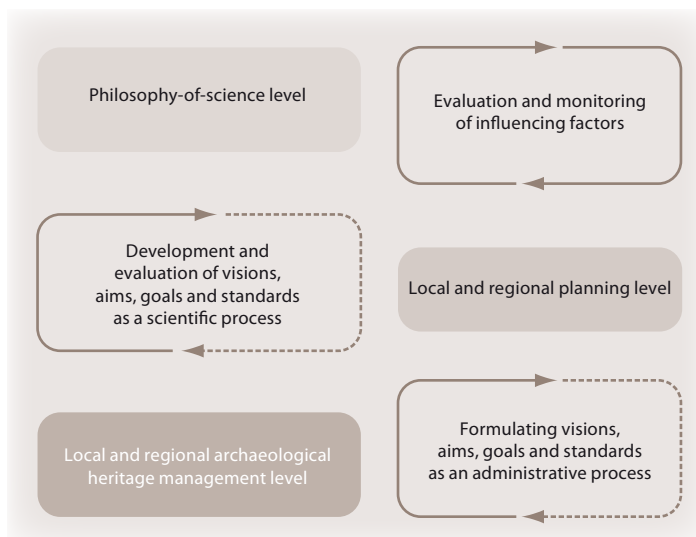 Philosophy-of-science level
Evaluation and monitoring
of influencing factors
Development and
evaluation of visions,
aims, goals and standards
as a scientific process
Local and regional planning level
Local and regional archaeological
heritage management level
Formulating visions,
aims, goals and standards
as an administrative process